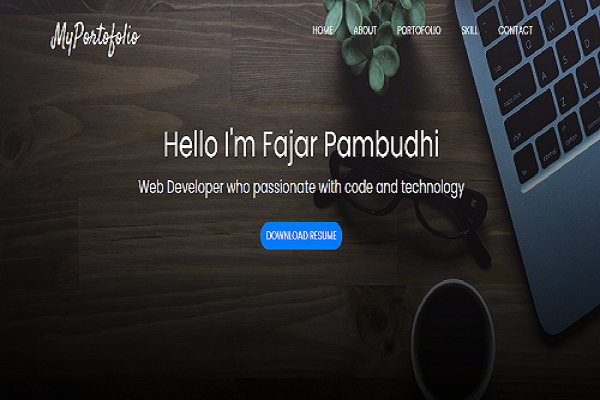 MyPortofolio
HOME ABOUT PORTOFOLIO SKILL CONTACT
Hello I'm Fajar Pambudhi
Web Developer who passionate with code and technology
DOWNLOAD RESUME